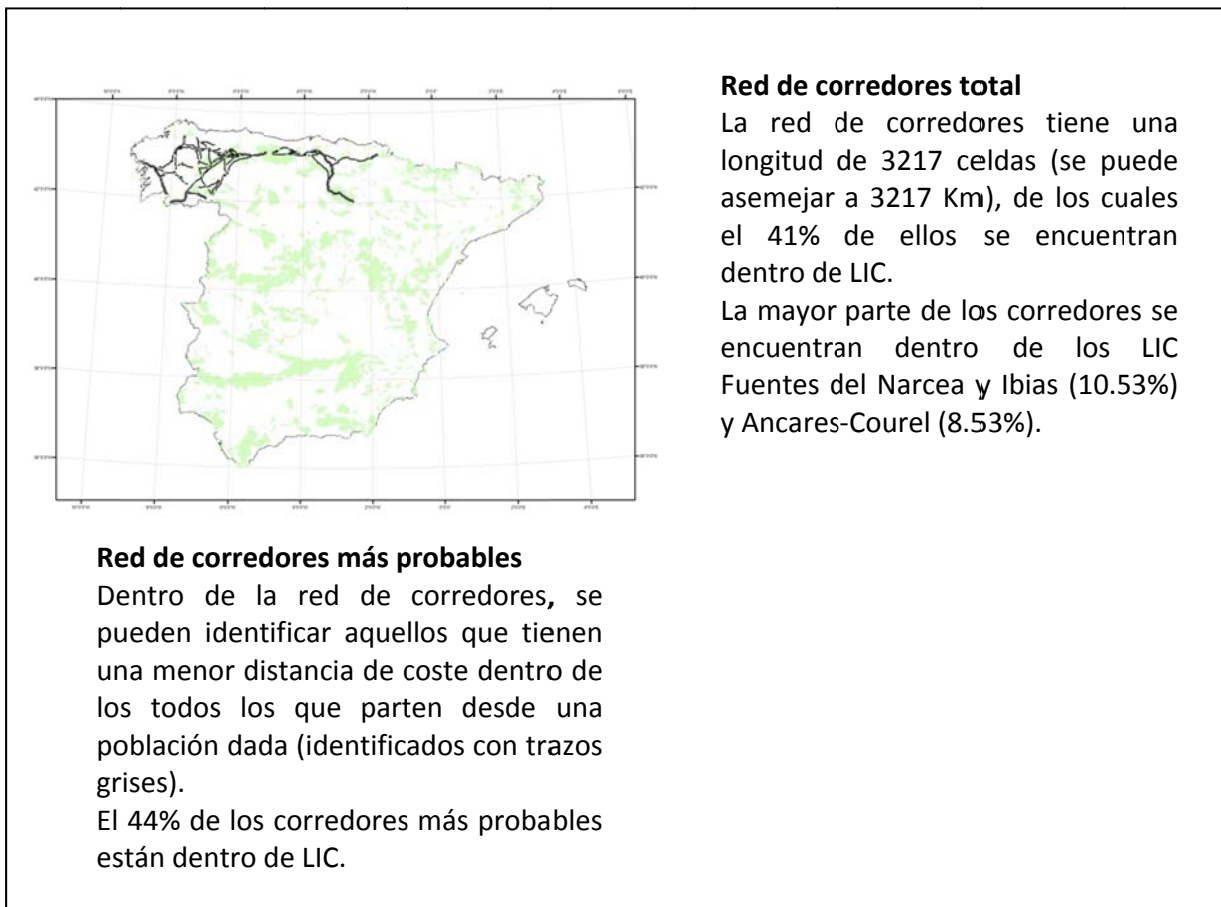 Red de corredores total
La red de corredores tiene una
longitud de 3217 celdas (se puede
asemejar a 3217 Km), de los cuales
el 41% de ellos se encuentran
dentro de LIC.
La mayor parte de los corredores se
encuentran dentro de los LIC
Fuentes del Narcea y Ibias (10.53%)
y Ancares-Courel (8.53%).
Red de corredores más probables
Dentro de la red de corredores, se
pueden identificar aquellos que tienen
una menor distancia de coste dentro de
los todos los que parten desde una
población dada (identificados con trazos
grises).
El 44% de los corredores más probables
están dentro de LIC.